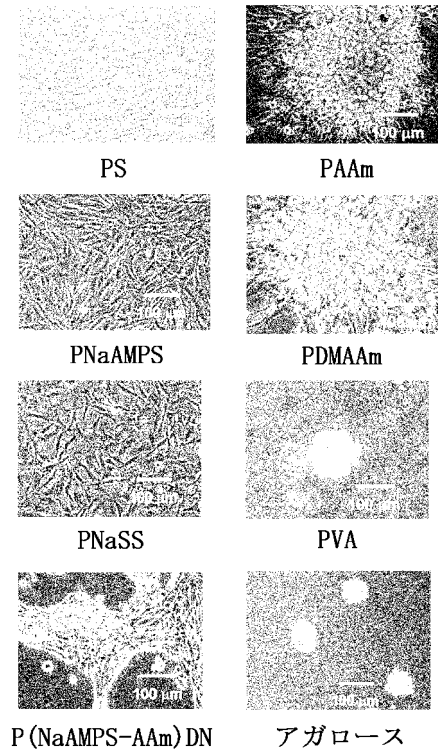 100 μm
PS PAAm
100 μm
PNaAMPS PDMAAm
100 μm 100 μm
PNaSS PVA
100 μm 100 μm
P(NaAMPS-AAm)DN アガロース